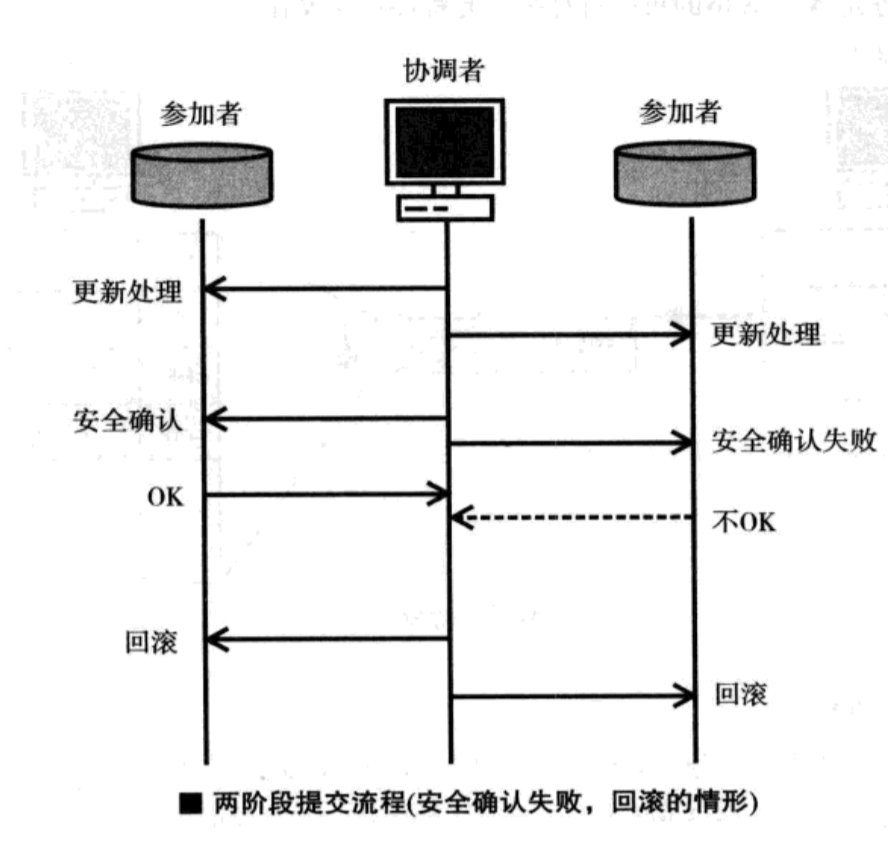 协调者
参加者
参加者
更新处理
更新处理
安全确认
安全确认失败
OK
不OK
回滚
回滚
■ 两阶段提交流程(安全确认失败，回滚的情形)